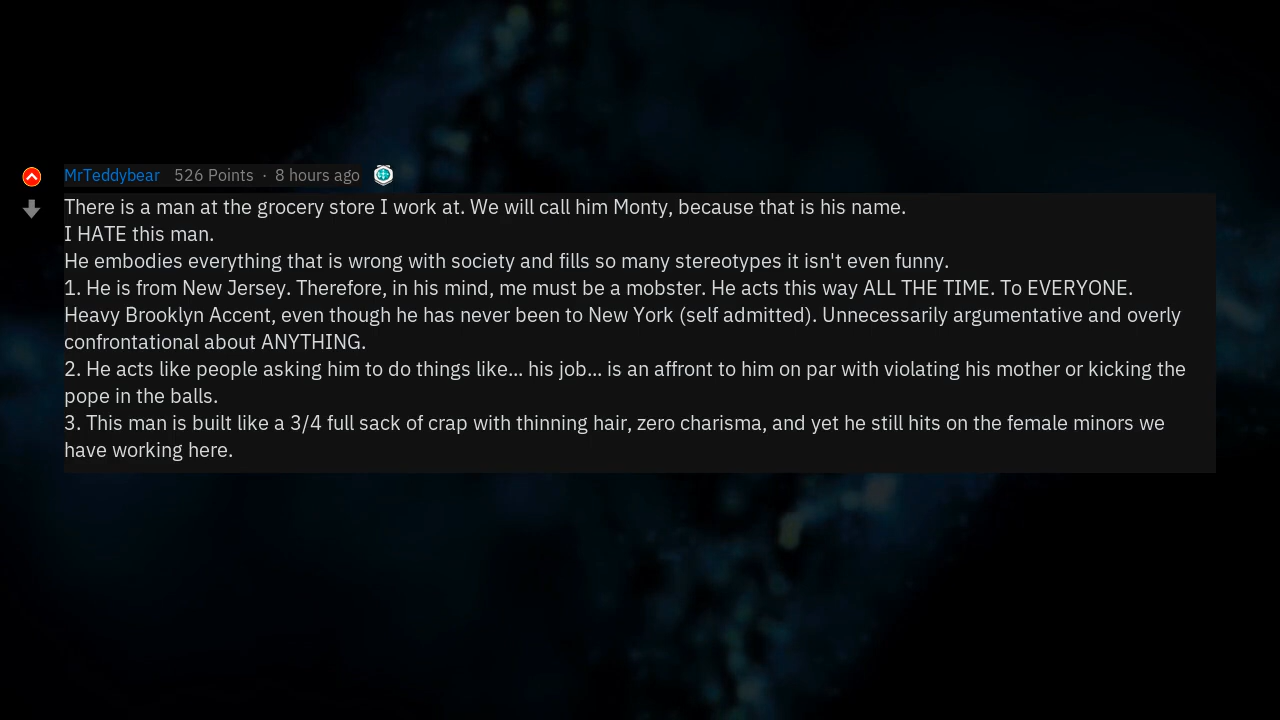 MrTeddybear 526 Points · 8 hours ago
There is a man at the grocery store I work at. We will call him Monty, because that is his name.
I HATE this man.
He embodies everything that is wrong with society and fills so many stereotypes it isn't even funny.
1. He is from New Jersey. Therefore, in his mind, me must be a mobster. He acts this way ALL THE TIME. To EVERYONE.
Heavy Brooklyn Accent, even though he has never been to New York (self admitted). Unnecessarily argumentative and overly
confrontational about ANYTHING.
2. He acts like people asking him to do things like... his job... is an affront to him on par with violating his mother or kicking the
pope in the balls.
3. This man is built like a 3/4 full sack of crap with thinning hair, zero charisma, and yet he still hits on the female minors we
have working here.